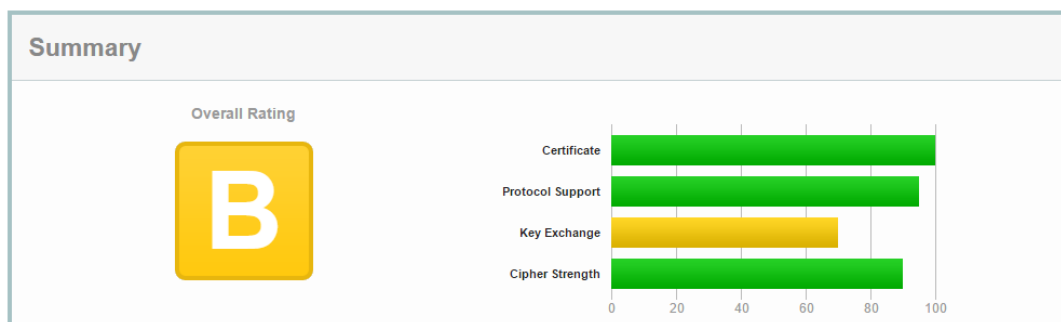 Summary
Overall Rating
B
Certificate
Protocol Support
Key Exchange
Cipher Strength
0 20 40 60 80 100